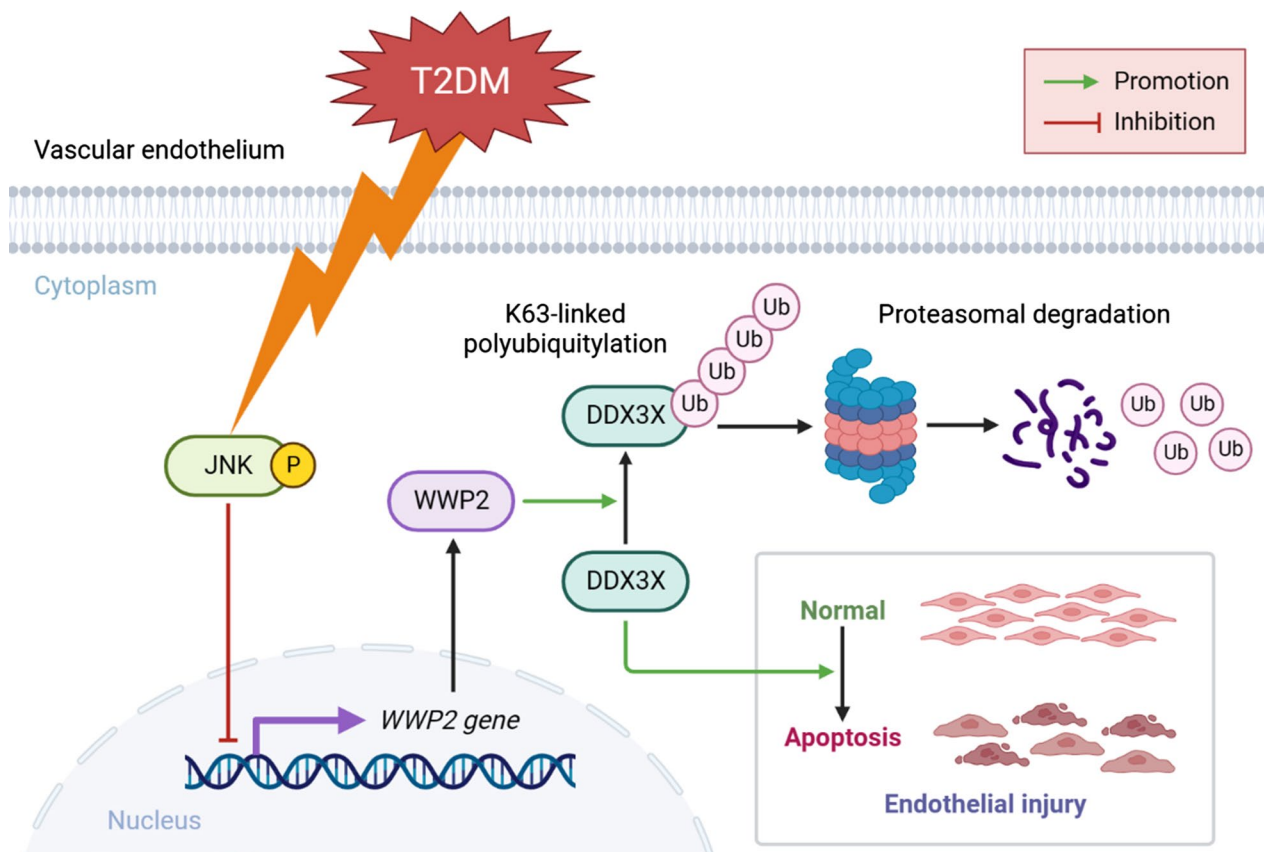 T2DM
Promotion
Inhibition
Vascular endothelium
Cytoplasm
K63-linked
polyubiquitylation
Proteasomal degradation
Ub
Ub
Ub
Ub
DDX3X
Ub
Ub
Ub
Ub
JNK
P
WWP2
DDX3X
Normal
WWP2 gene
Apoptosis
Endothelial injury
Nucleus